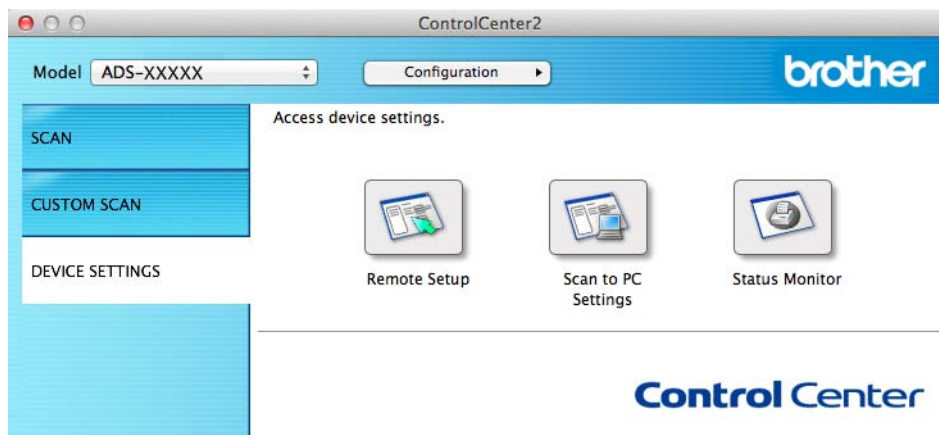 ControlCenter2
Model ADS-XXXXX Configuration brother
SCAN
CUSTOM SCAN
DEVICE SETTINGS
Access device settings.
Remote Setup
Scan to PC
Settings
Status Monitor
Control Center